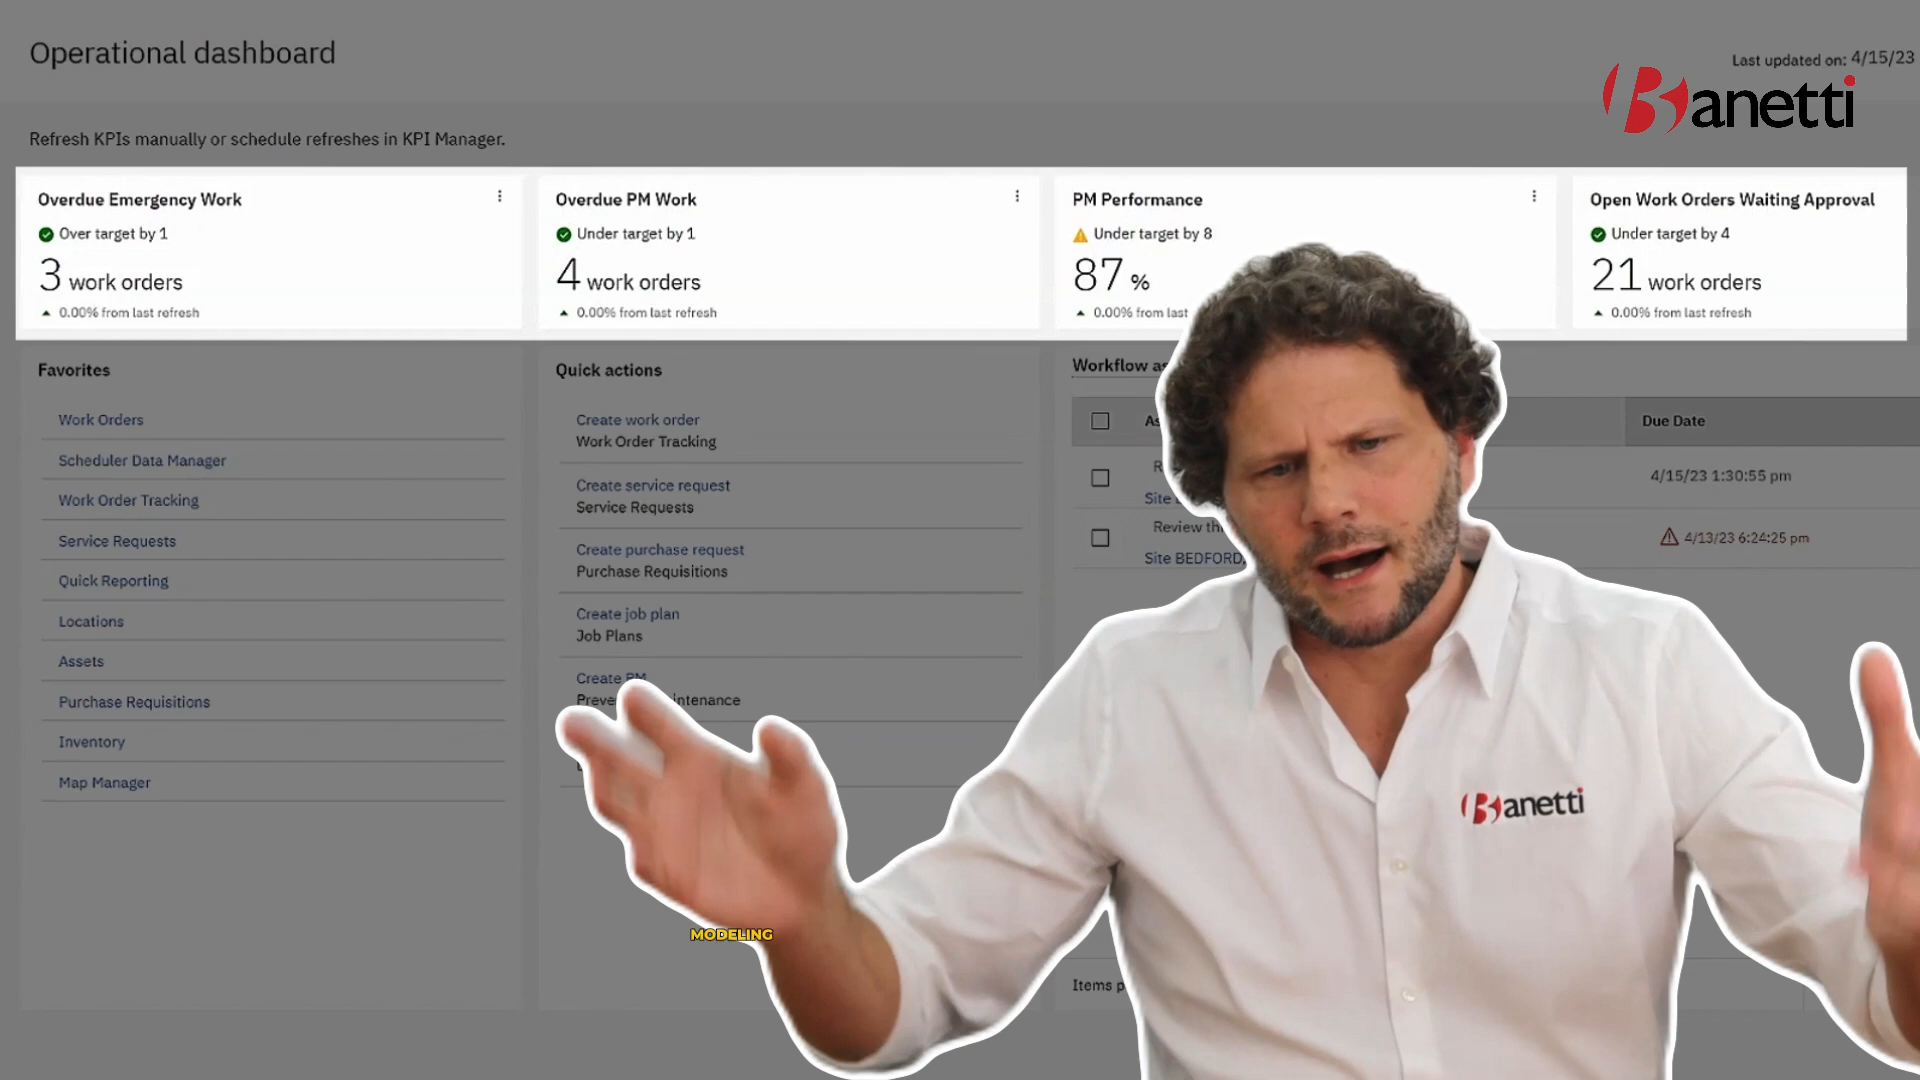 Operational dashboard
Last updated on: 4/15/23
Banetti
Refresh KPIs manually or schedule refreshes in KPI Manager.
Overdue Emergency Work
Over target by 1
3 work orders
0.00% from last refresh
Overdue PM Work
Under target by 1
4 work orders
0.00% from last refresh
PM Performance
Under target by 8
87 %
0.00% from last
Open Work Orders Waiting Approval
Under target by 4
21 work orders
0.00% from last refresh
Favorites
Work Orders
Scheduler Data Manager
Work Order Tracking
Service Requests
Quick Reporting
Locations
Assets
Purchase Requisitions
Inventory
Map Manager
Quick actions
Create work order
Work Order Tracking
Create service request
Service Requests
Create purchase request
Purchase Requisitions
Create job plan
Job Plans
Create PM
Workflow
Due Date
4/15/23 1:30:55 pm
Site
Review
4/13/23 6:24:25 pm
Site BEDFORD,
Items
Banetti
MODELING